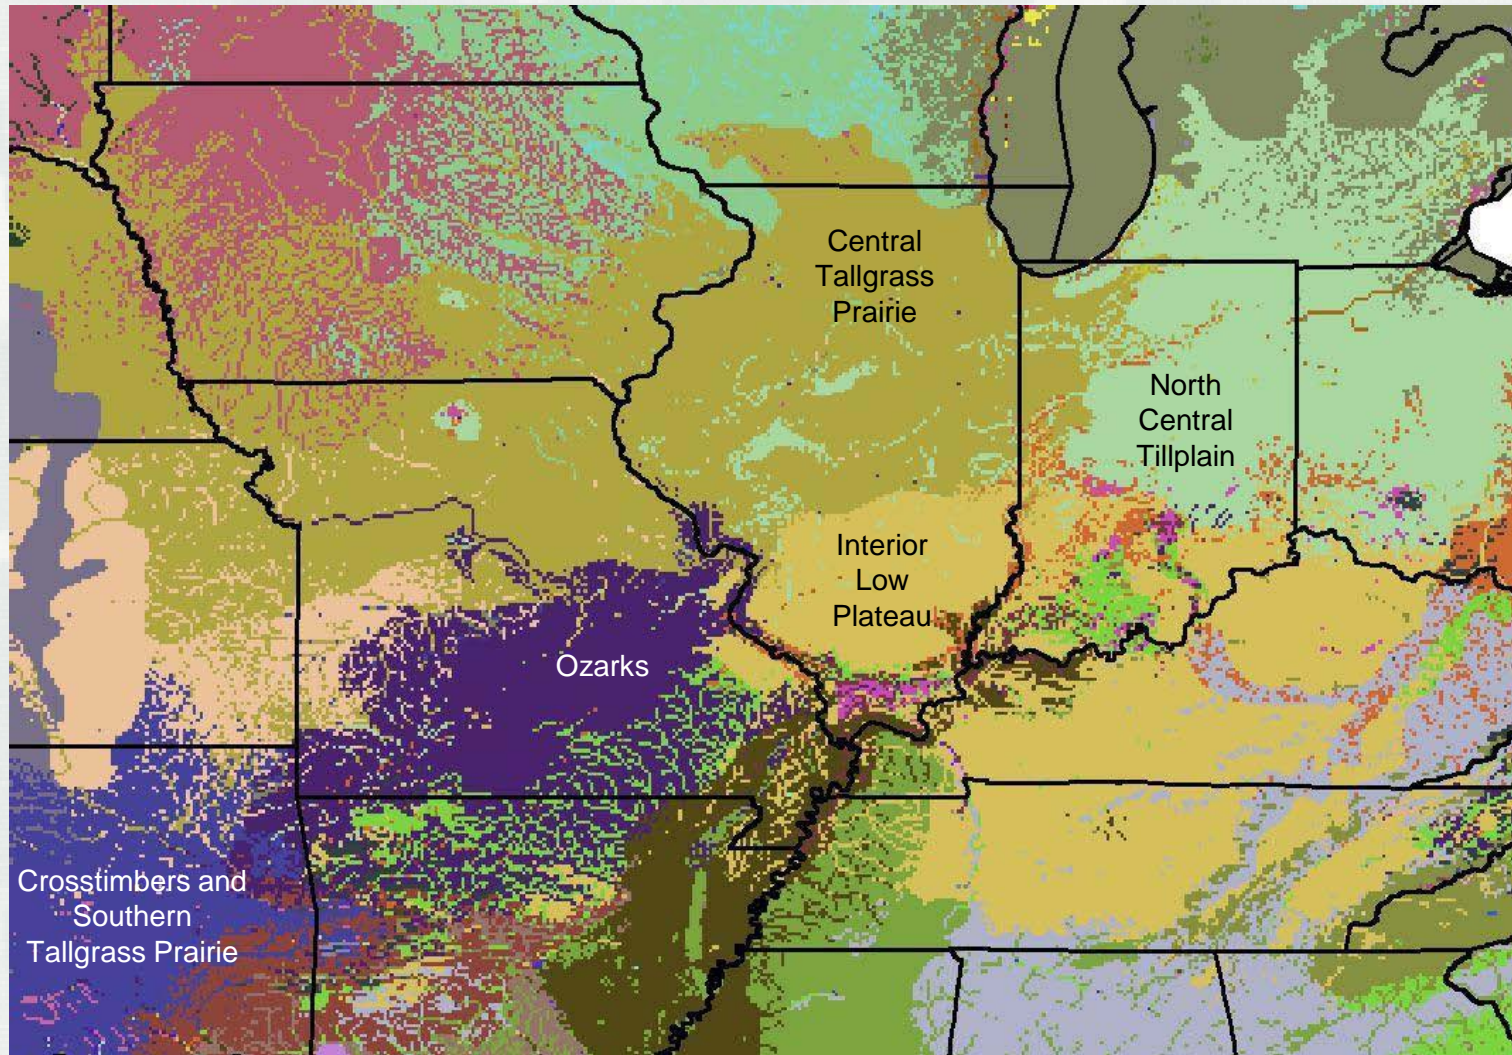 Central
Tallgrass
Prairie
North
Central
Tillplain
Interior
Low
Plateau
Ozarks
Crosstimbers and
Southern
Tallgrass Prairie